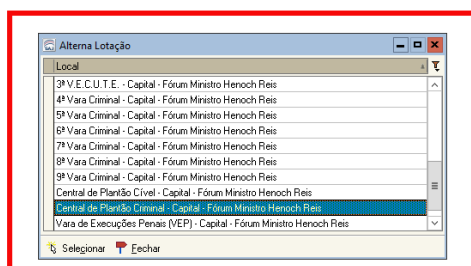 Alterna Lotação
Local
3ª V.E.C.U.T.E. - Capital - Fórum Ministro Henoch Reis
4ª Vara Criminal - Capital - Fórum Ministro Henoch Reis
5ª Vara Criminal - Capital - Fórum Ministro Henoch Reis
6ª Vara Criminal - Capital - Fórum Ministro Henoch Reis
7ª Vara Criminal - Capital - Fórum Ministro Henoch Reis
8ª Vara Criminal - Capital - Fórum Ministro Henoch Reis
9ª Vara Criminal - Capital - Fórum Ministro Henoch Reis
Central de Plantão Cível - Capital - Fórum Ministro Henoch Reis
Central de Plantão Criminal - Capital - Fórum Ministro Henoch Reis
Vara de Execuções Penais (VEP) - Capital - Fórum Ministro Henoch Reis
Selecionar Fechar